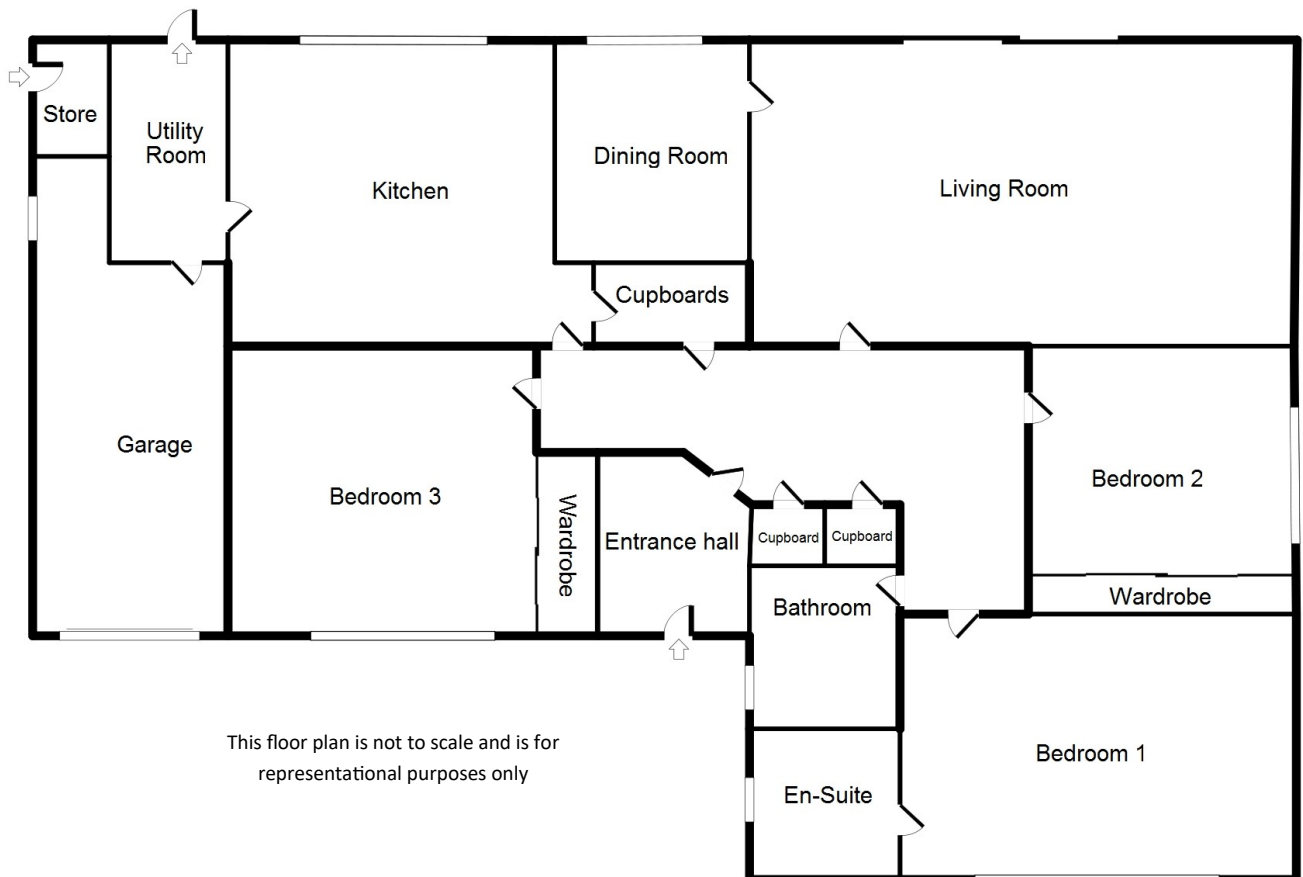 Store
Utility
Room
Kitchen
Dining Room
Living Room
Cupboards
Garage
Bedroom 3
Wardrobe
Entrance hall
Cupboard
Cupboard
Bedroom 2
Wardrobe
Bathroom
Bedroom 1
En-Suite
This floor plan is not to scale and is for
representational purposes only